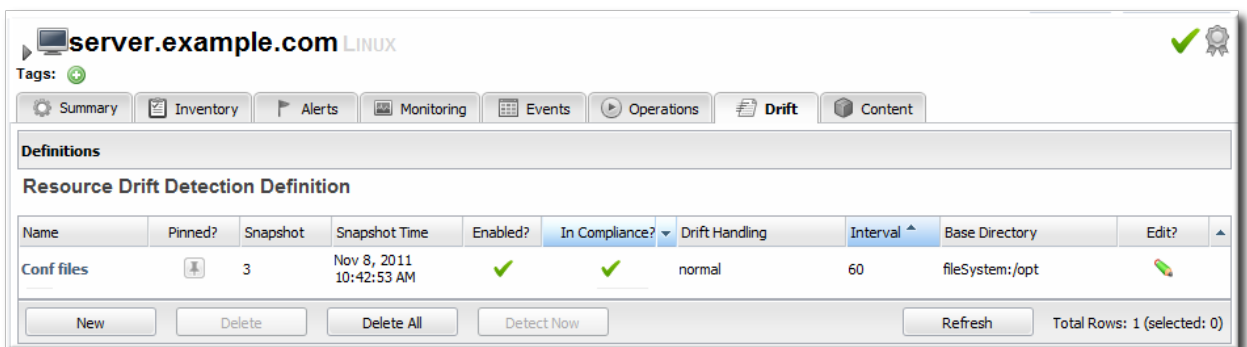 server.example.com LINUX
Tags:
Summary Inventory Alerts Monitoring Events Operations Drift Content
Definitions
Resource Drift Detection Definition
Name Pinned? Snapshot Snapshot Time Enabled? In Compliance? Drift Handling Interval Base Directory Edit?
Conf files 3 Nov 8, 2011 normal 60 fileSystem:/opt
10:42:53 AM
New Delete Delete All Detect Now Refresh Total Rows: 1 (selected: 0)